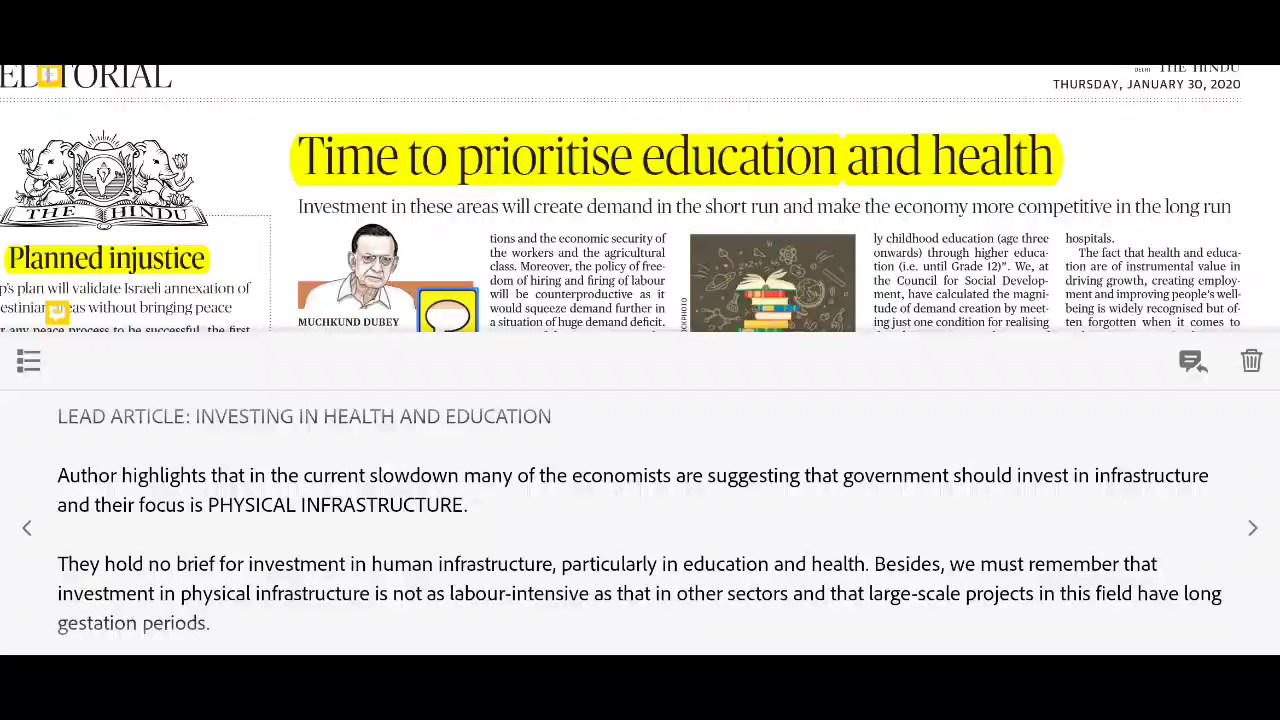 EDITORIAL
THE HINDU
THURSDAY, JANUARY 30, 2020
THE HINDU
Planned injustice
p's plan will validate Israeli annexation of
estinian areas without bringing peace
any peace process to be successful, the first
Time to prioritise education and health
Investment in these areas will create demand in the short run and make the economy more competitive in the long run
MUCHKUND DUBEY
tions and the economic security of
the workers and the agricultural
class. Moreover, the policy of free-
dom of hiring and firing of labour
will be counterproductive as it
would squeeze demand further in
a situation of huge demand deficit.
ly childhood education (age three
onwards) through higher educa-
tion (i.e. until Grade 12)”. We, at
the Council for Social Develop-
ment, have calculated the magni-
tude of demand creation by meet-
ing just one condition for realising
hospitals.
The fact that health and educa-
tion are of instrumental value in
driving growth, creating employ-
ment and improving people's well-
being is widely recognised but of-
ten forgotten when it comes to
LEAD ARTICLE: INVESTING IN HEALTH AND EDUCATION
Author highlights that in the current slowdown many of the economists are suggesting that government should invest in infrastructure
and their focus is PHYSICAL INFRASTRUCTURE.
They hold no brief for investment in human infrastructure, particularly in education and health. Besides, we must remember that
investment in physical infrastructure is not as labour-intensive as that in other sectors and that large-scale projects in this field have long
gestation periods.